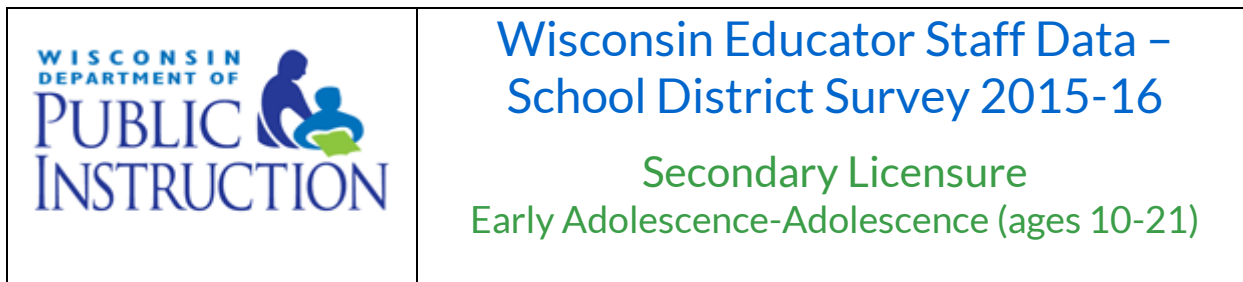 WISCONSIN
DEPARTMENT OF
PUBLIC
INSTRUCTION
Wisconsin Educator Staff Data –
School District Survey 2015-16
Secondary Licensure
Early Adolescence-Adolescence (ages 10-21)